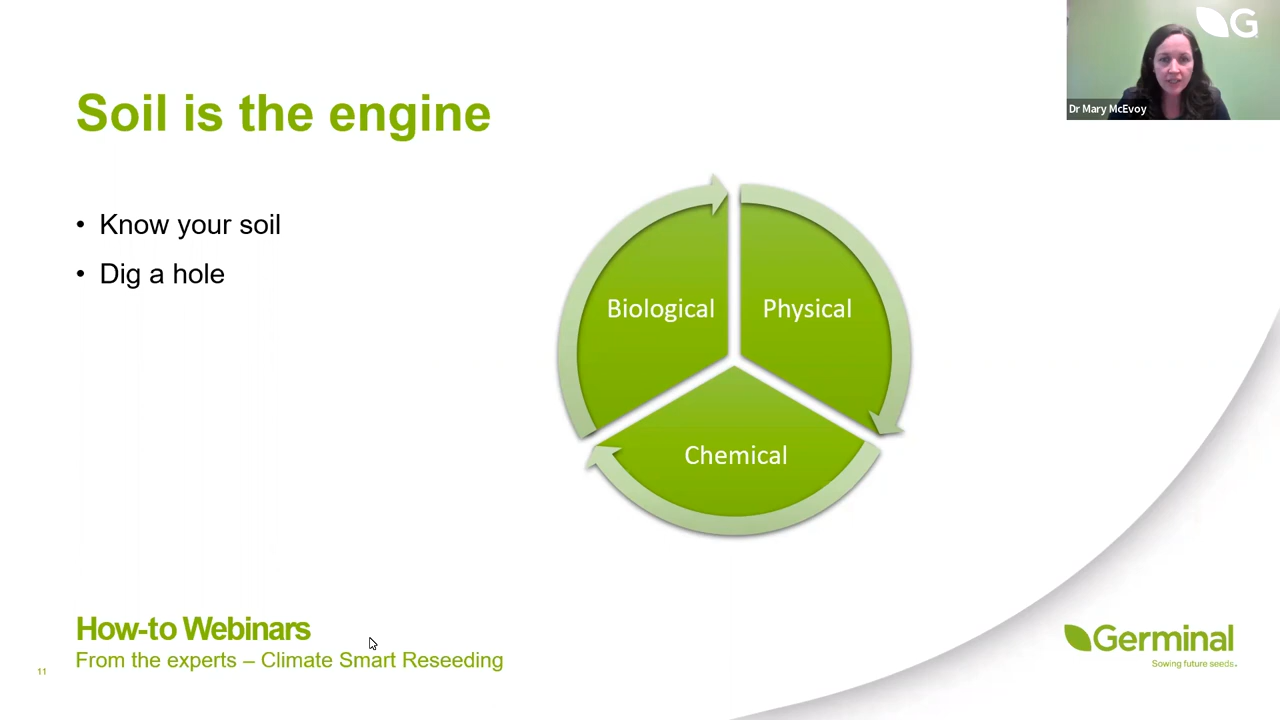 G
Dr Mary McEvoy
Soil is the engine
• Know your soil
• Dig a hole
Biological
Physical
Chemical
How-to Webinars
From the experts – Climate Smart Reseeding
11
Germinal
Sowing future seeds.